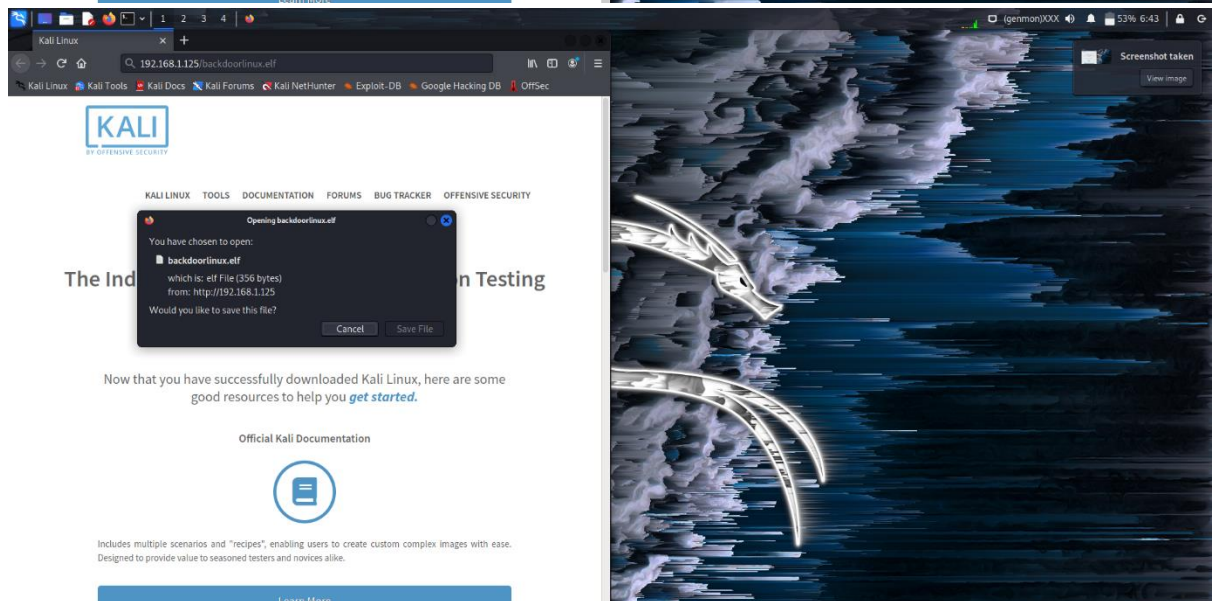 Learn More
1 2 3 4
(genmon)XXX
53% 6:43
Kali Linux
192.168.1.125/backdoorlinux.elf
Kali Linux Kali Tools Kali Docs Kali Forums Kali NetHunter Exploit-DB Google Hacking DB OffSec
Screenshot taken
View image
KALI
BY OFFENSIVE SECURITY
KALI LINUX TOOLS DOCUMENTATION FORUMS BUG TRACKER OFFENSIVE SECURITY
Opening backdoorlinux.elf
You have chosen to open:
backdoorlinux.elf
which is: elf File (356 bytes)
from: http://192.168.1.125
Would you like to save this file?
Cancel Save File
The Ind
n Testing
Now that you have successfully downloaded Kali Linux, here are some
good resources to help you get started.
Official Kali Documentation
Includes multiple scenarios and "recipes", enabling users to create custom complex images with ease.
Designed to provide value to seasoned testers and novices alike.
Learn More